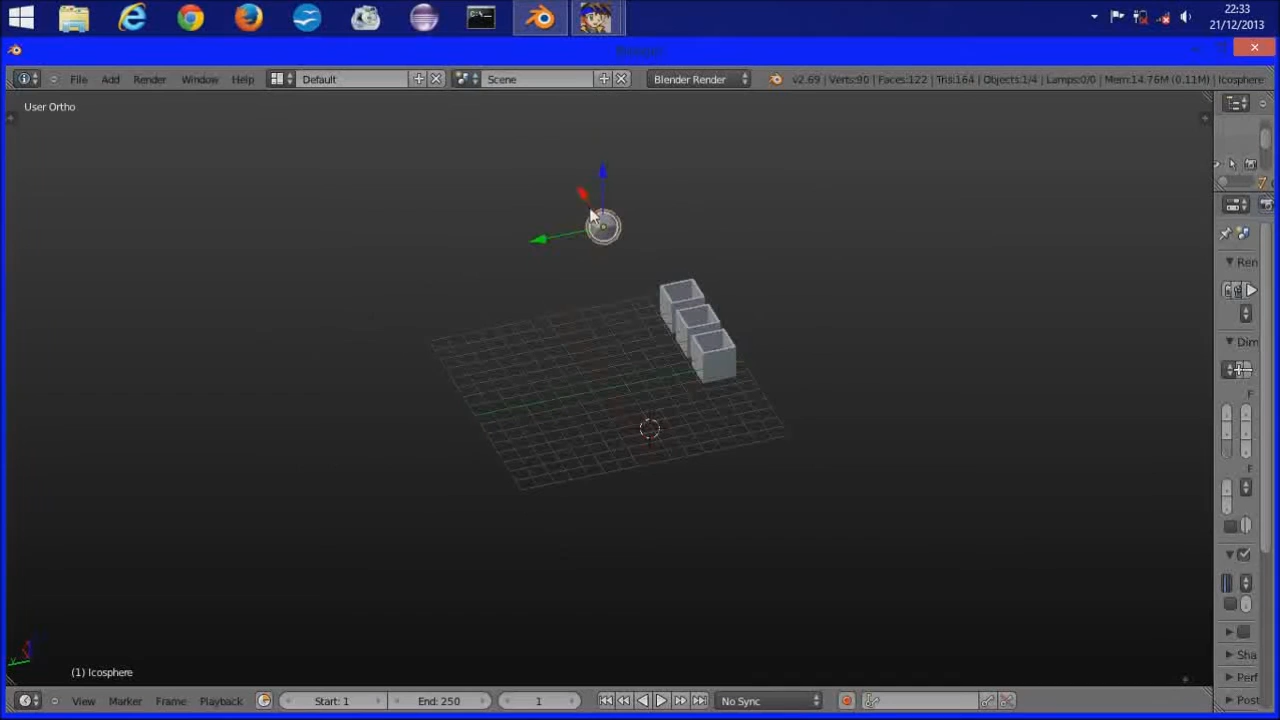 22:33
21/12/2013
Blender
File Add Render Window Help Default Scene Blender Render v2.69 | Verts:90 | Faces:122 | Tris:164 | Objects:1/4 | Lamps:0/0 | Mem:14.76M (0.11M) | Icosphere
User Ortho
Ren
Dim
F
F
Sha
Perf
Post
(1) Icosphere
View Marker Frame Playback Start: 1 End: 250 1 No Sync